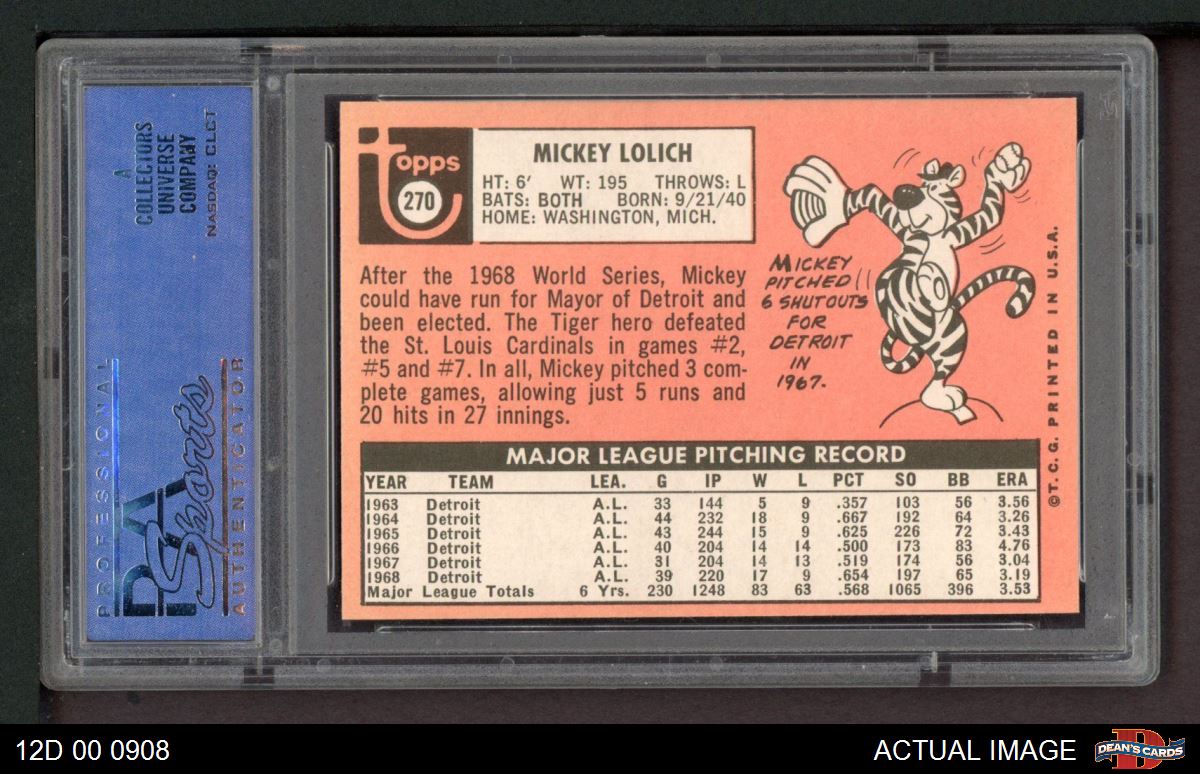 A
COLLECTORS
UNIVERSE
COMPANY
NASDAQ: CLCT
PROFESSIONAL
PSA
Sports
AUTHENTICATOR
topps
270
MICKEY LOLICH
HT: 6' WT: 195 THROWS: L
BATS: BOTH BORN: 9/21/40
HOME: WASHINGTON, MICH.
After the 1968 World Series, Mickey
could have run for Mayor of Detroit and
been elected. The Tiger hero defeated
the St. Louis Cardinals in games #2,
#5 and #7. In all, Mickey pitched 3 com-
plete games, allowing just 5 runs and
20 hits in 27 innings.
MICKEY
PITCHED
6 SHUTOUTS
FOR
DETROIT
IN
1967.
MAJOR LEAGUE PITCHING RECORD
YEAR TEAM LEA. G IP W L PCT SO BB ERA
1963 Detroit A.L. 33 144 5 9 .357 103 56 3.56
1964 Detroit A.L. 44 232 18 9 .667 192 64 3.26
1965 Detroit A.L. 43 244 15 9 .625 226 72 3.43
1966 Detroit A.L. 40 204 14 14 .500 173 83 4.76
1967 Detroit A.L. 31 204 14 13 .519 174 56 3.04
1968 Detroit A.L. 39 220 17 9 .654 197 65 3.19
Major League Totals 6 Yrs. 230 1248 83 63 .568 1065 396 3.53
©T.C.G. PRINTED IN U.S.A.
12D 00 0908
ACTUAL IMAGE
DEAN'S CARDS